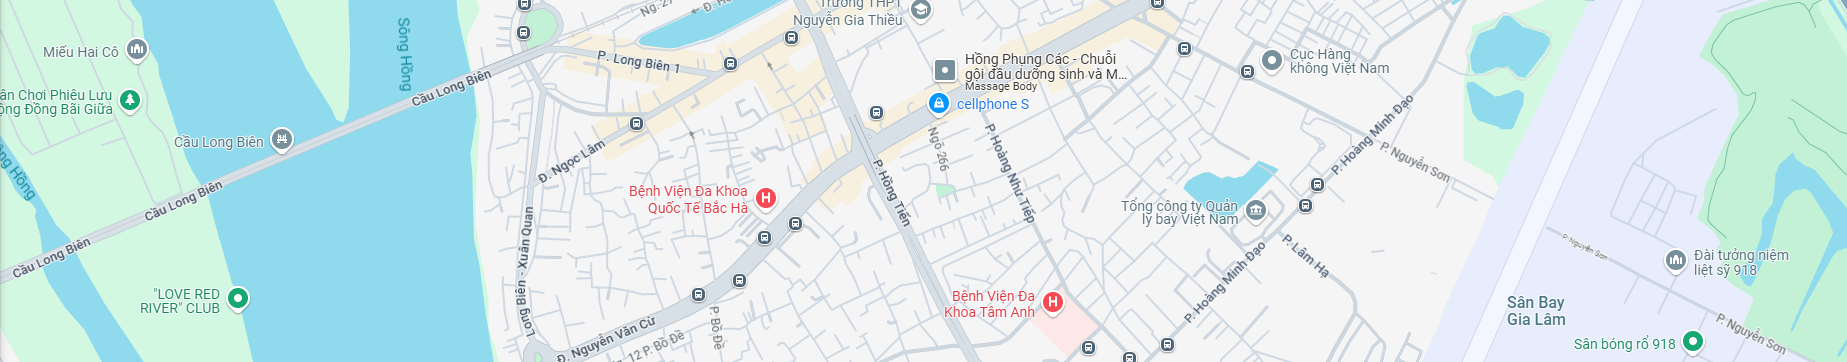 Trường THPT
Nguyễn Gia Thiều
Sông Hồng
Miếu Hai Cô
P. Long Biên 1
Cầu Long Biên
Hồng Phụng Các - Chuỗi
gội đầu dưỡng sinh và M...
Massage Body
cellphone S
Cục Hàng
không Việt Nam
ân Chơi Phiêu Lưu
ộng Đồng Bãi Giữa
Cầu Long Biên
Đ. Ngọc Lâm
Ngõ 266
P. Hoàng Như Tiếp
P. Hoàng Minh Đạo
P. Nguyễn Sơn
ông Hồng
Cầu Long Biên
Bệnh Viện Đa Khoa
Quốc Tế Bắc Hà
P. Hồng Tiến
Tổng công ty Quản
lý bay Việt Nam
Cầu Long Biên
Long Biên - Xuân Quan
P. Hoàng Minh Đạo
P. Lâm Hạ
P. Nguyễn Sơn
Đài tưởng niệm
liệt sỹ 918
"LOVE RED
RIVER" CLUB
Bệnh Viện Đa
Khoa Tâm Anh
Sân Bay
Gia Lâm
P. Bồ Đề
Đ. Nguyễn Văn Cừ
12 P. Bồ Đề
Sân bóng rổ 918
P. Nguyễn Sơn